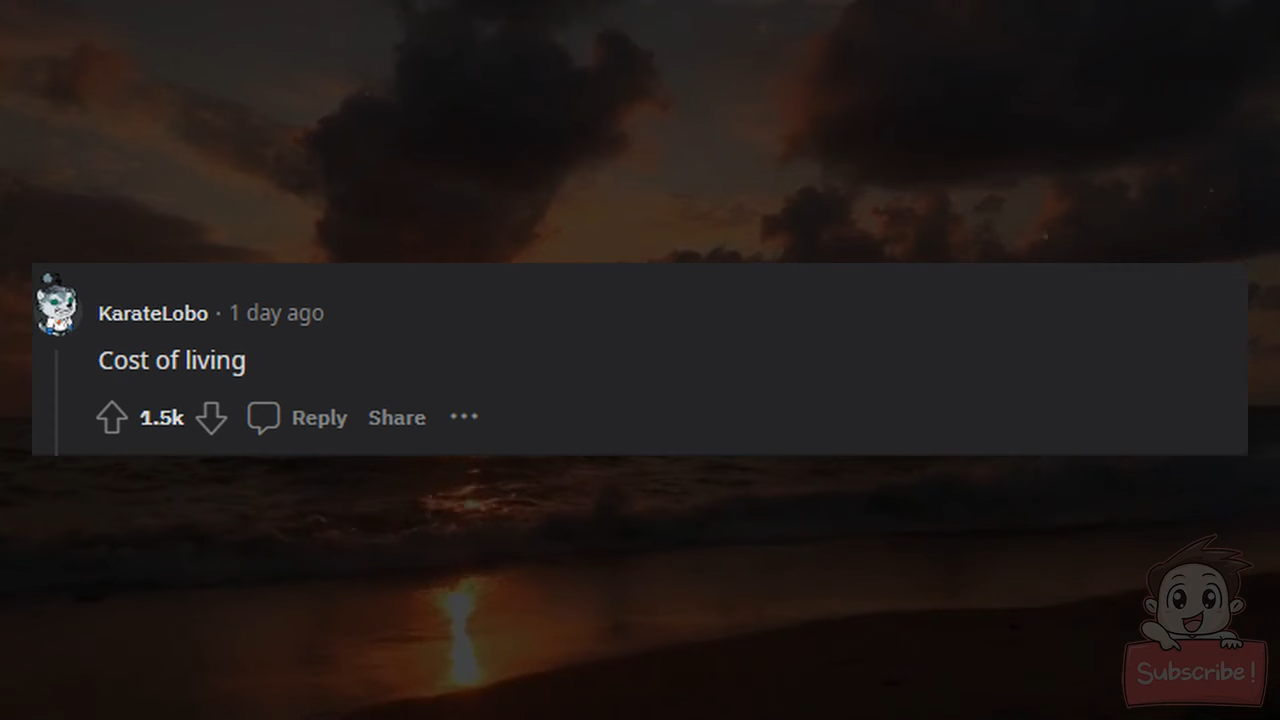 KarateLobo · 1 day ago
Cost of living
1.5k Reply Share ···
Subscribe!